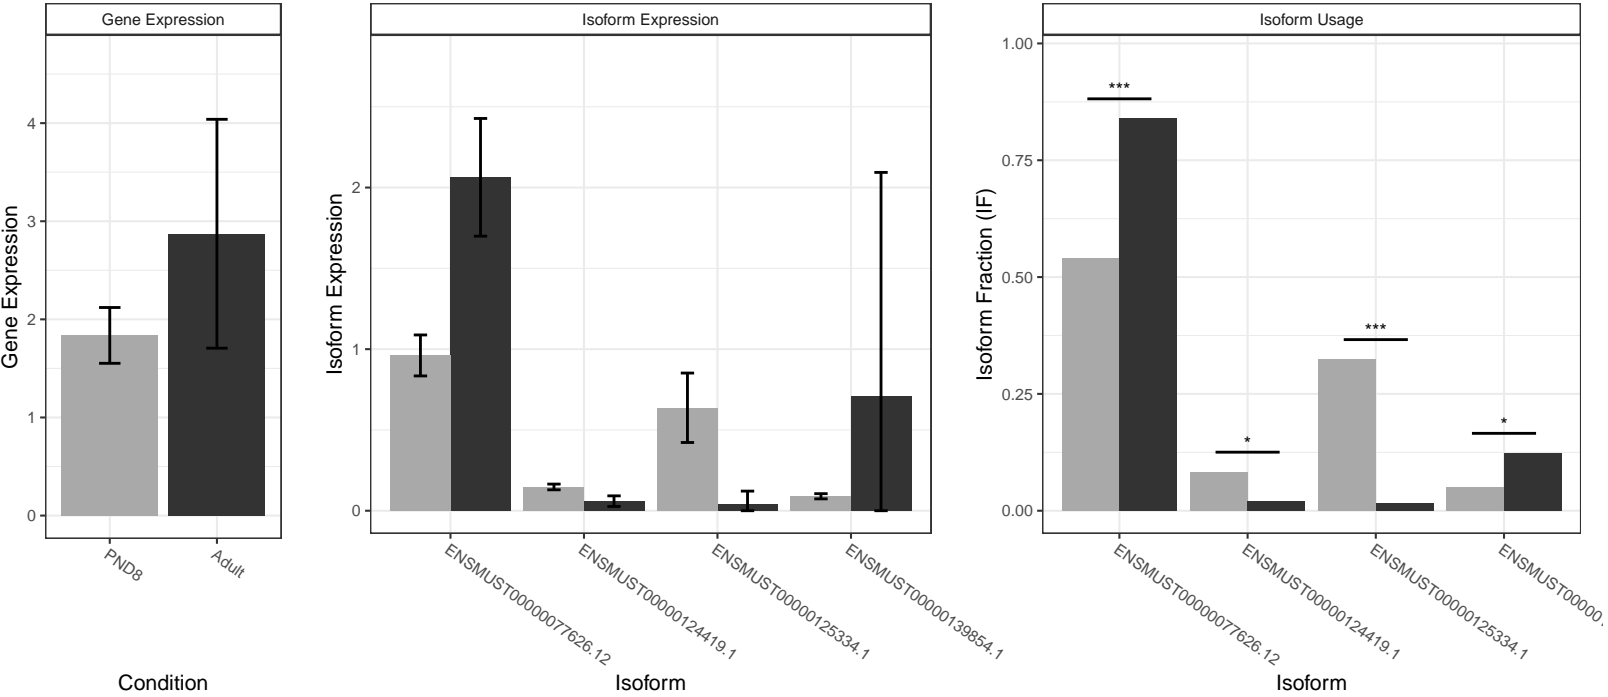 Gene Expression
Isoform Expression
Isoform Usage
Gene Expression
4
3
2
1
0
PND8
Adult
Condition
Isoform Expression
2
1
0
ENSMUST00000077626.12
ENSMUST00000124419.1
ENSMUST00000125334.1
ENSMUST00000139854.1
Isoform
Isoform Fraction (IF)
1.00
0.75
0.50
0.25
0.00
***
*
***
*
ENSMUST00000077626.12
ENSMUST00000124419.1
ENSMUST00000125334.1
Isoform